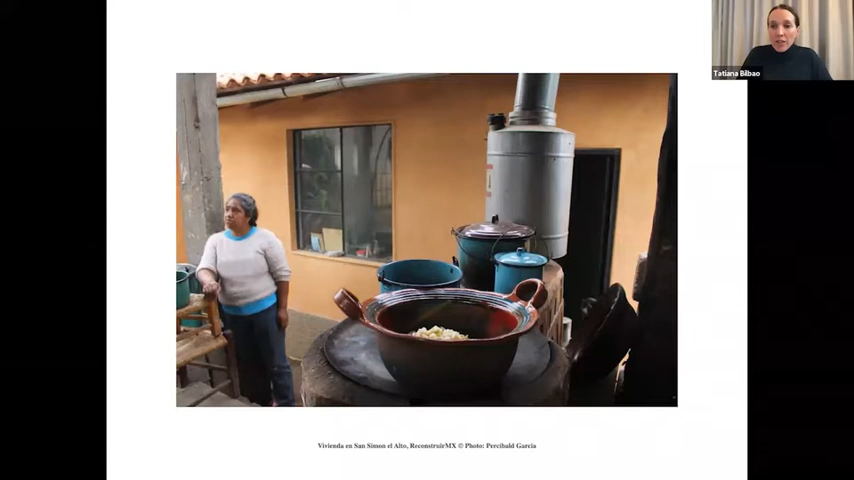 Tatiana Bilbao
Vivienda en San Simon el Alto, ReconstruirMX © Photo: Percibald Garcia